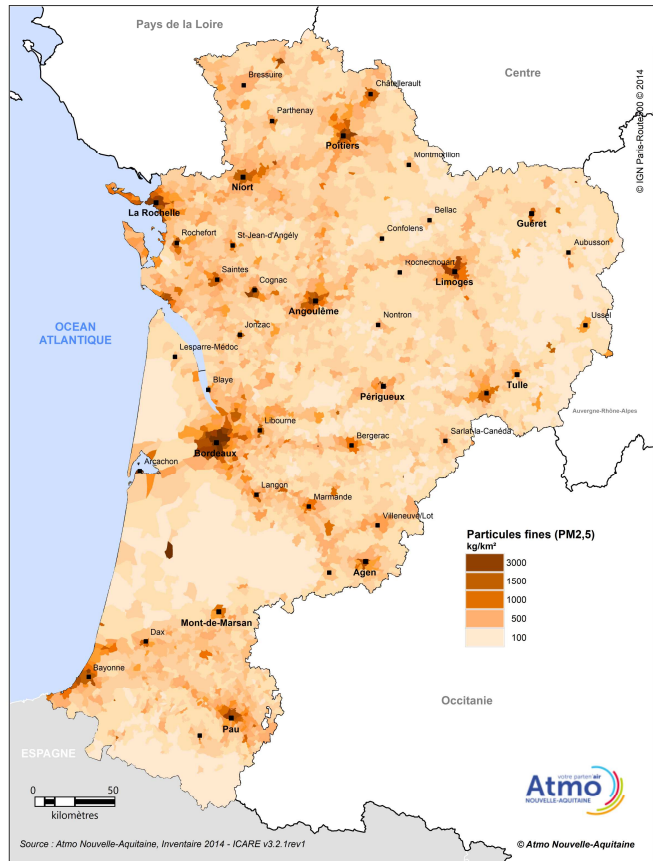 Pays de la Loire
Centre
© IGN Paris-Route500 © 2014
Bressuire
Châtellerault
Parthenay
Poitiers
Montmorillon
Niort
La Rochelle
Bellac
Guéret
Rochefort
St-Jean-d'Angély
Confolens
Aubusson
Rochechouart
Limoges
Saintes
Cognac
Angoulême
OCEAN
ATLANTIQUE
Jonzac
Nontron
Ussel
Lesparre-Médoc
Blaye
Périgueux
Tulle
Auvergne-Rhône-Alpes
Libourne
Bergerac
Sarlat-la-Canéda
Bordeaux
Arcachon
Langon
Marmande
Villeneuve/Lot
Agen
Particules fines (PM2,5)
kg/km²
3000
1500
1000
500
100
Mont-de-Marsan
Dax
Bayonne
Pau
Occitanie
ESPAGNE
0 50
kilomètres
votre parten'air
Atmo
NOUVELLE-AQUITAINE
Source : Atmo Nouvelle-Aquitaine, Inventaire 2014 - ICARE v3.2.1rev1
© Atmo Nouvelle-Aquitaine